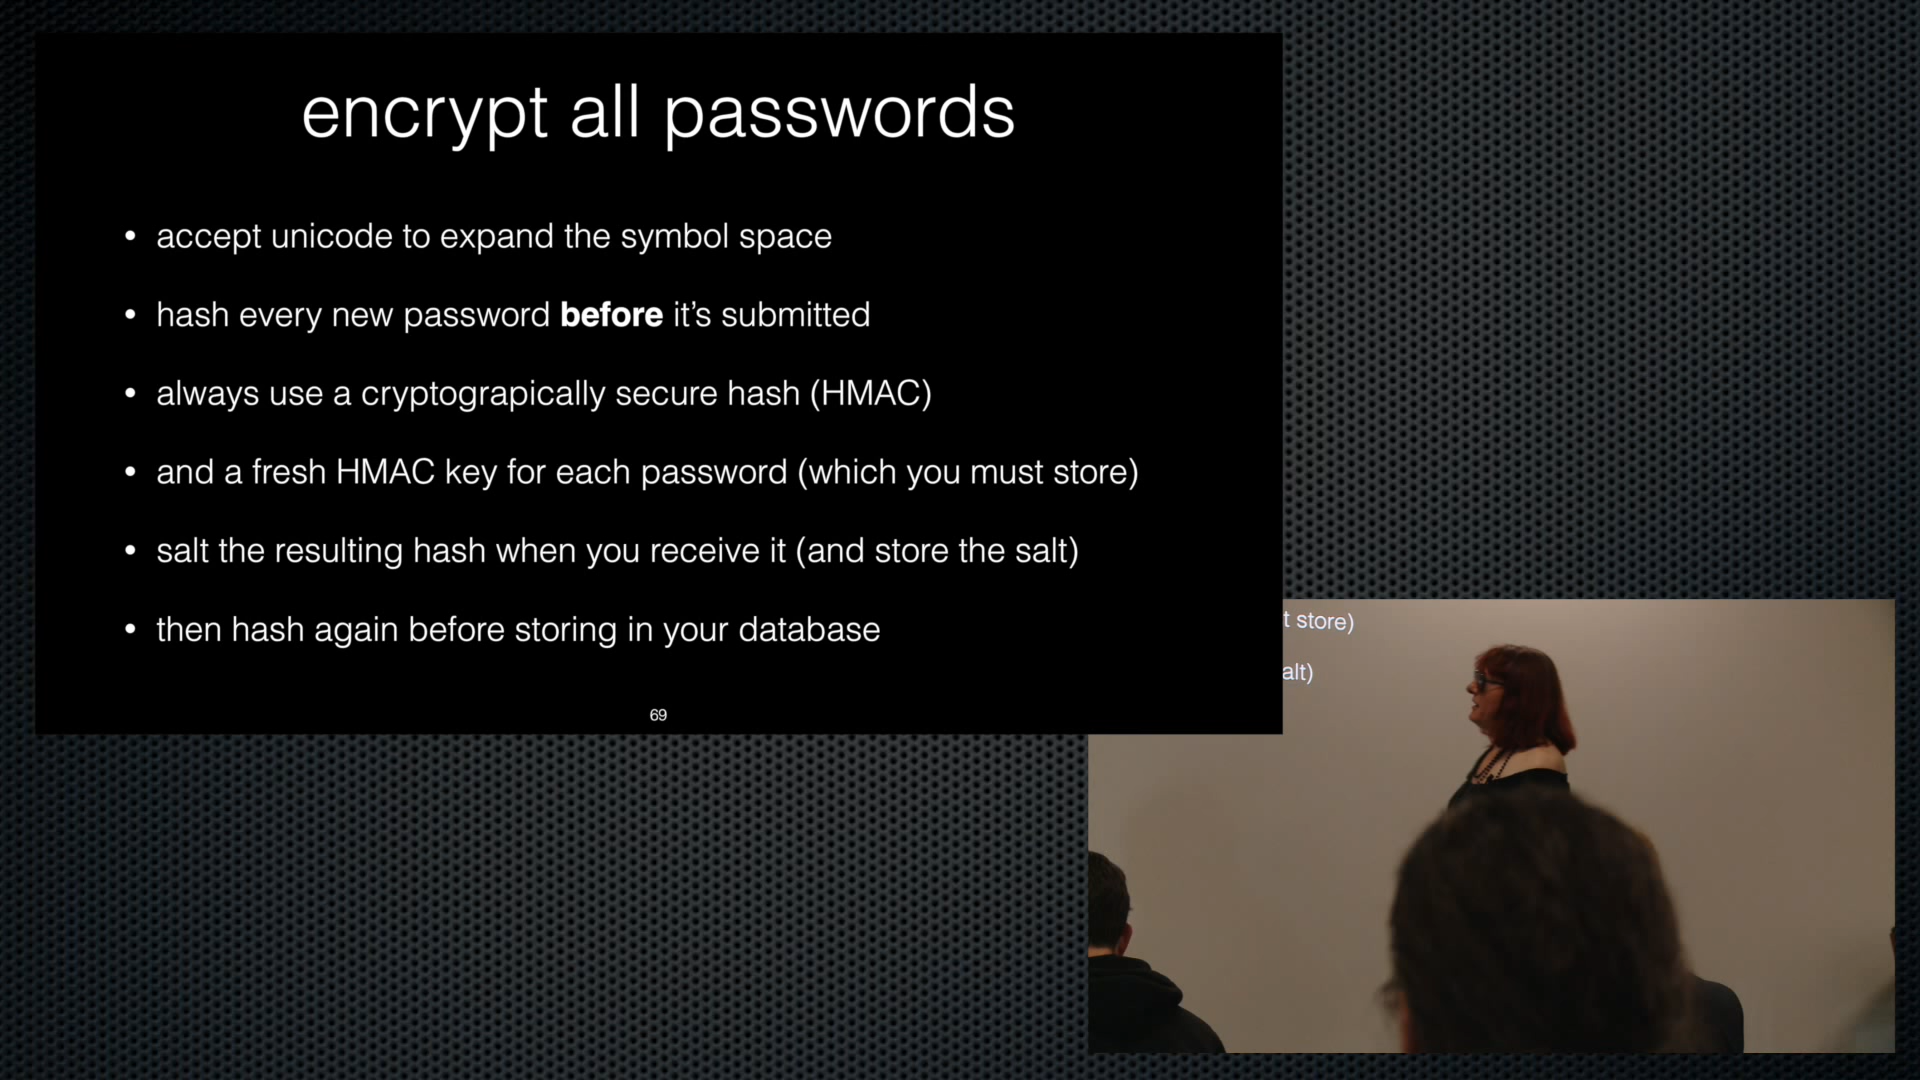 encrypt all passwords
• accept unicode to expand the symbol space
• hash every new password before it’s submitted
• always use a cryptograpically secure hash (HMAC)
• and a fresh HMAC key for each password (which you must store)
• salt the resulting hash when you receive it (and store the salt)
• then hash again before storing in your database
69
t store)
alt)